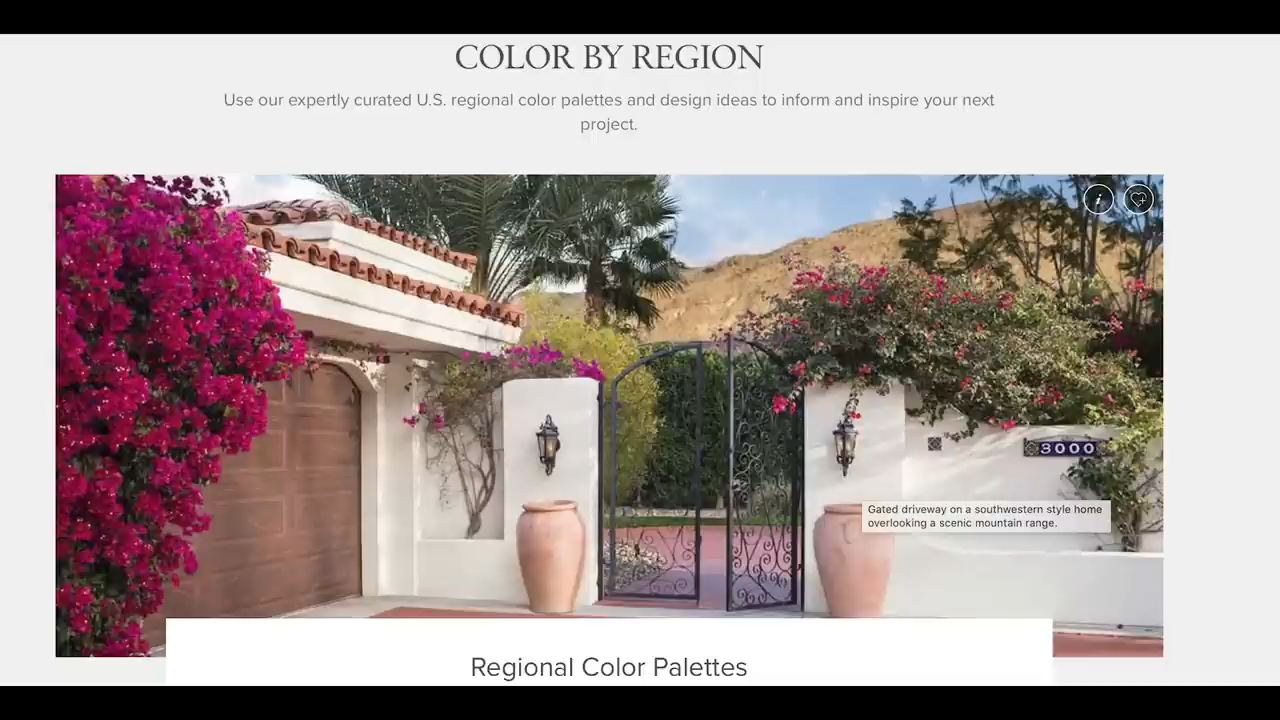 COLOR BY REGION
Use our expertly curated U.S. regional color palettes and design ideas to inform and inspire your next
project.
i
3000
Gated driveway on a southwestern style home
overlooking a scenic mountain range.
Regional Color Palettes